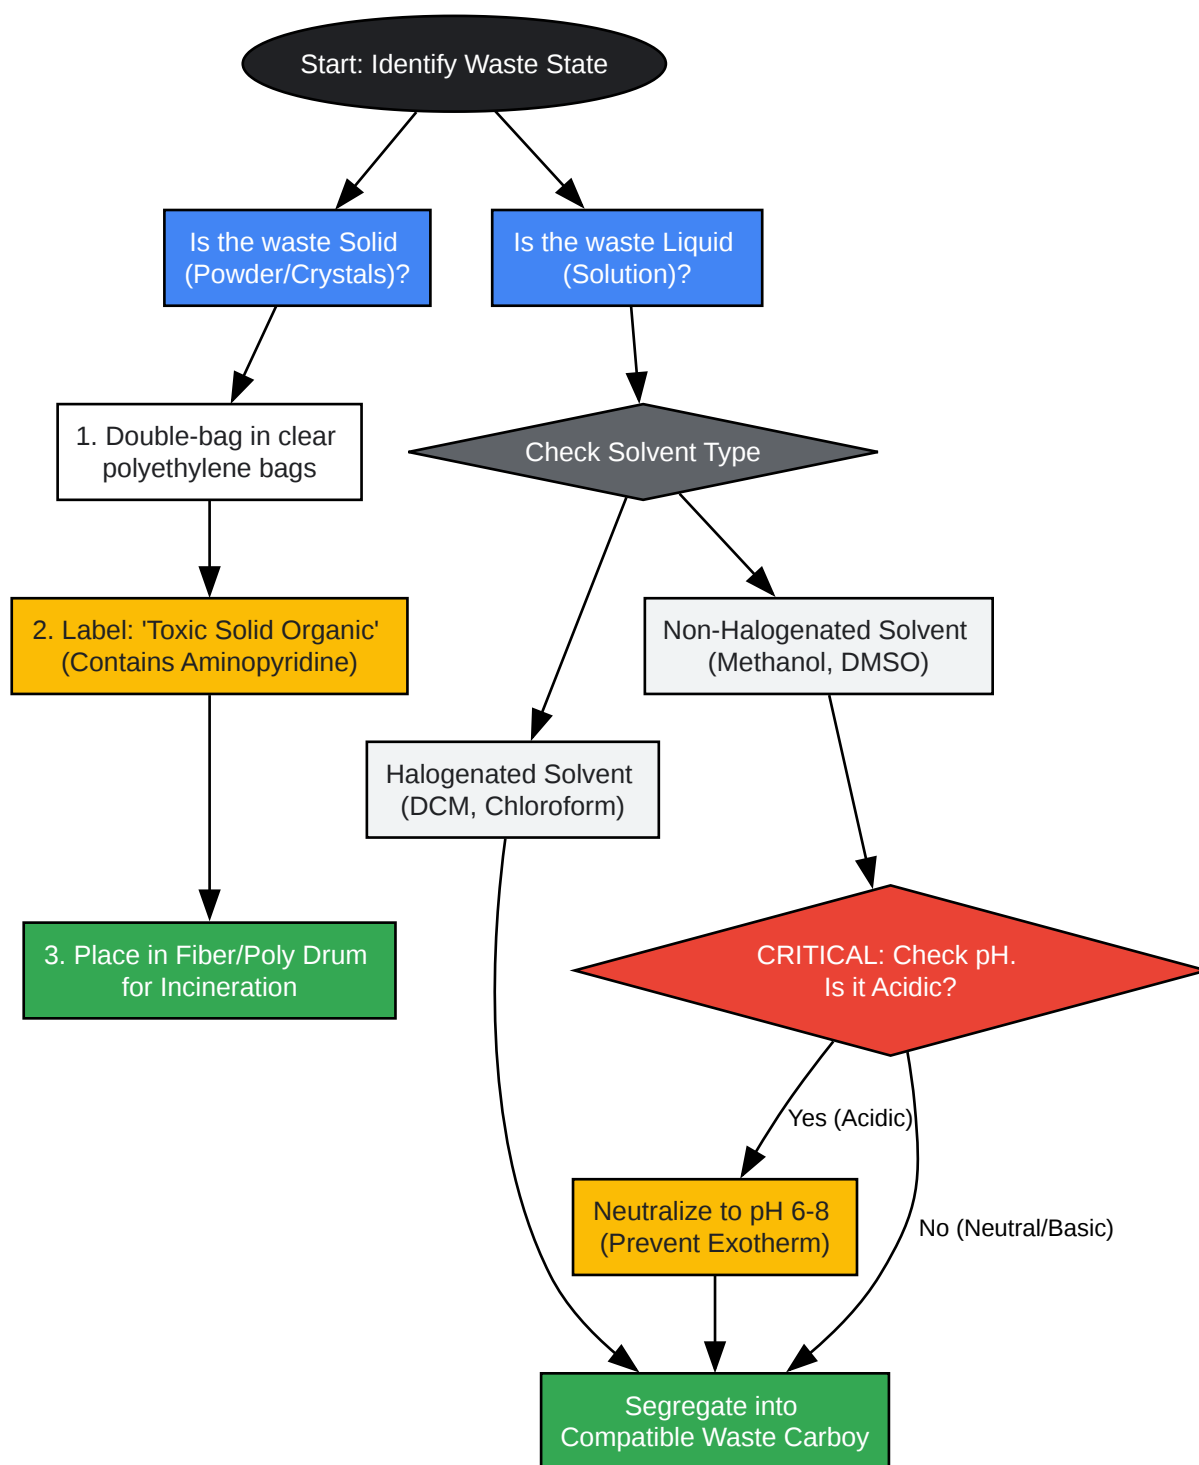 Start: Identify Waste State
Is the waste Solid
(Powder/Crystals)?
Is the waste Liquid
(Solution)?
1. Double-bag in clear
polyethylene bags
Check Solvent Type
2. Label: 'Toxic Solid Organic'
(Contains Aminopyridine)
Non-Halogenated Solvent
(Methanol, DMSO)
Halogenated Solvent
(DCM, Chloroform)
3. Place in Fiber/Poly Drum
for Incineration
CRITICAL: Check pH.
Is it Acidic?
Yes (Acidic)
Neutralize to pH 6-8
(Prevent Exotherm)
No (Neutral/Basic)
Segregate into
Compatible Waste Carboy